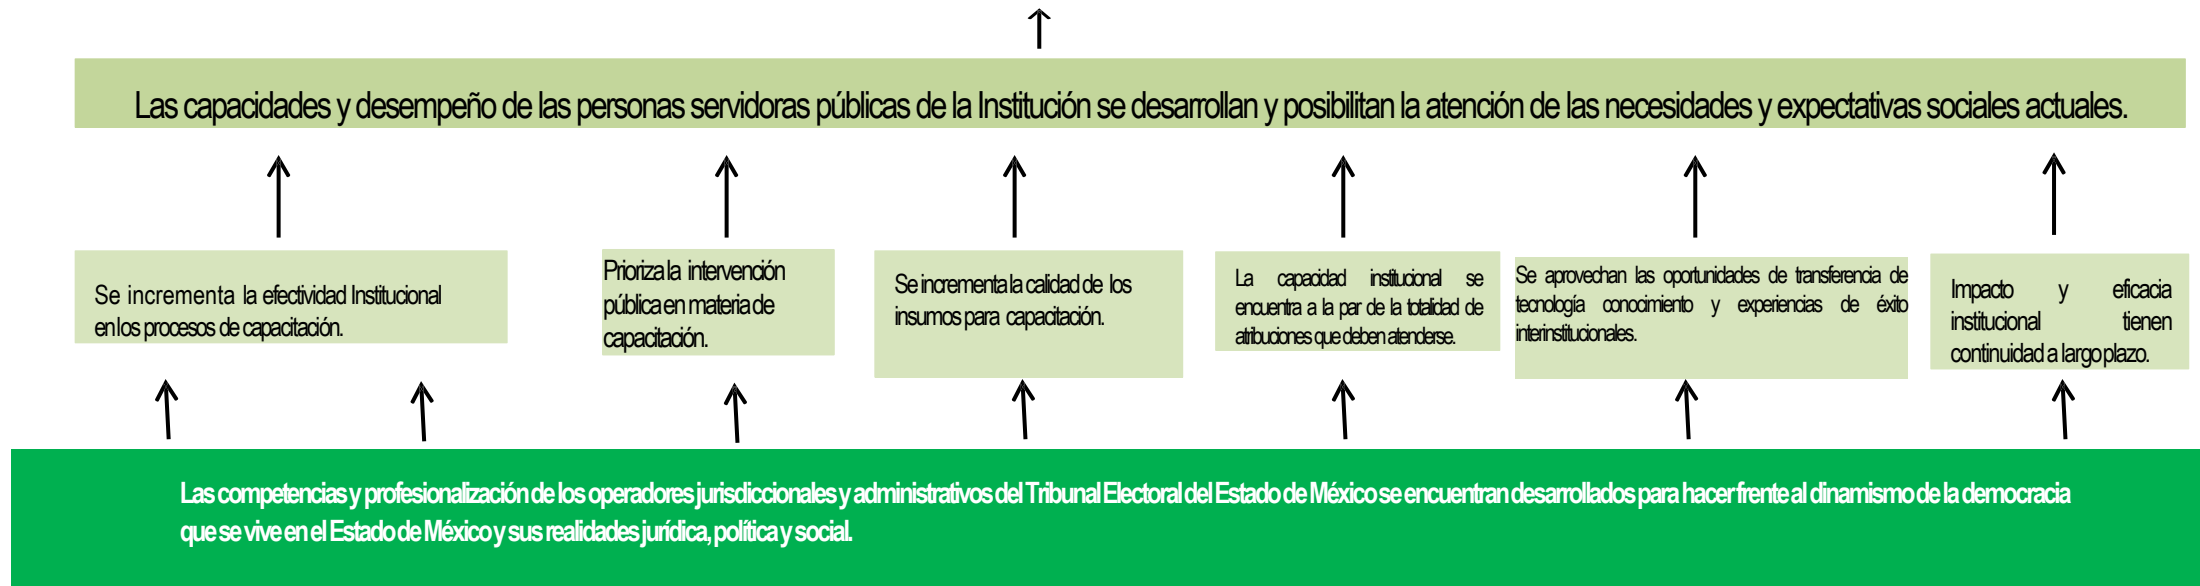 Las capacidades y desempeño de las personas servidoras públicas de la Institución se desarrollan y posibilitan la atención de las necesidades y expectativas sociales actuales.
Se incrementa la efectividad Institucional
en los procesos de capacitación.
Prioriza la intervención
pública en materia de
capacitación.
Se incrementa la calidad de los
insumos para capacitación.
La capacidad institucional se
encuentra a la par de la totalidad de
atribuciones que deben atenderse.
Se aprovechan las oportunidades de transferencia de
tecnología conocimiento y experiencias de éxito
interinstitucionales.
Impacto y eficacia
institucional tienen
continuidad a largo plazo.
Las competencias y profesionalización de los operadores jurisdiccionales y administrativos del Tribunal Electoral del Estado de México se encuentran desarrollados para hacer frente al dinamismo de la democracia
que se vive en el Estado de México y sus realidades jurídica, política y social.